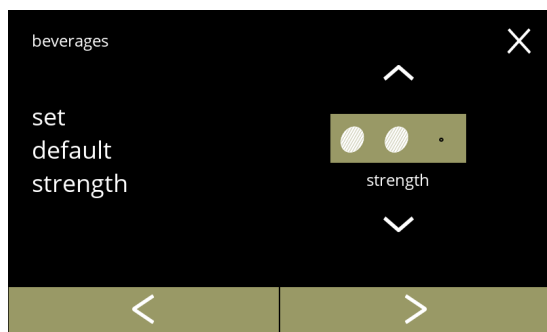 beverages
set
default
strength
strength